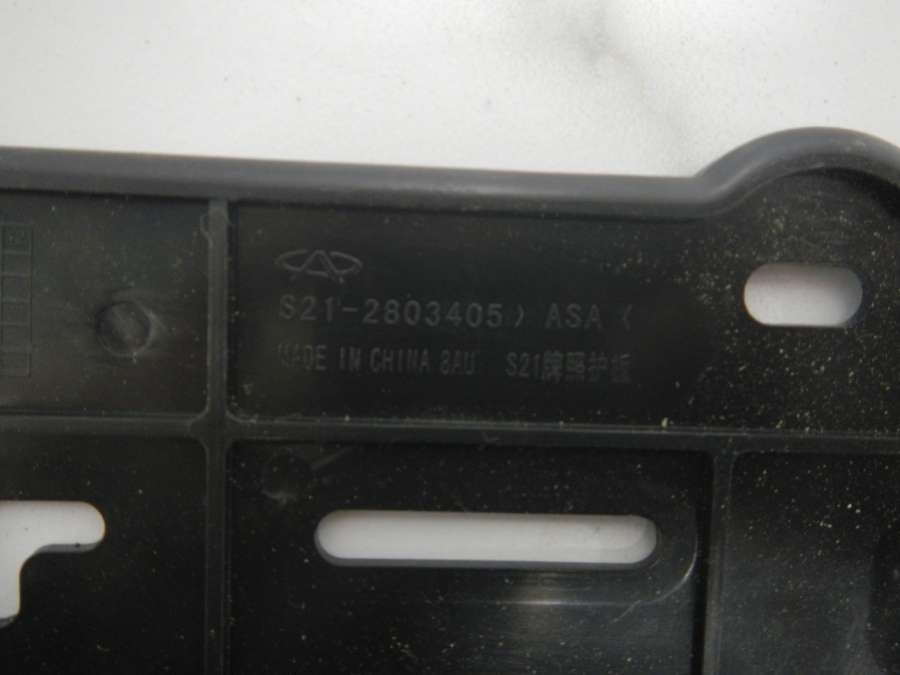 S21-2803405 > ASA <
MADE IN CHINA 8AU S21牌照护板